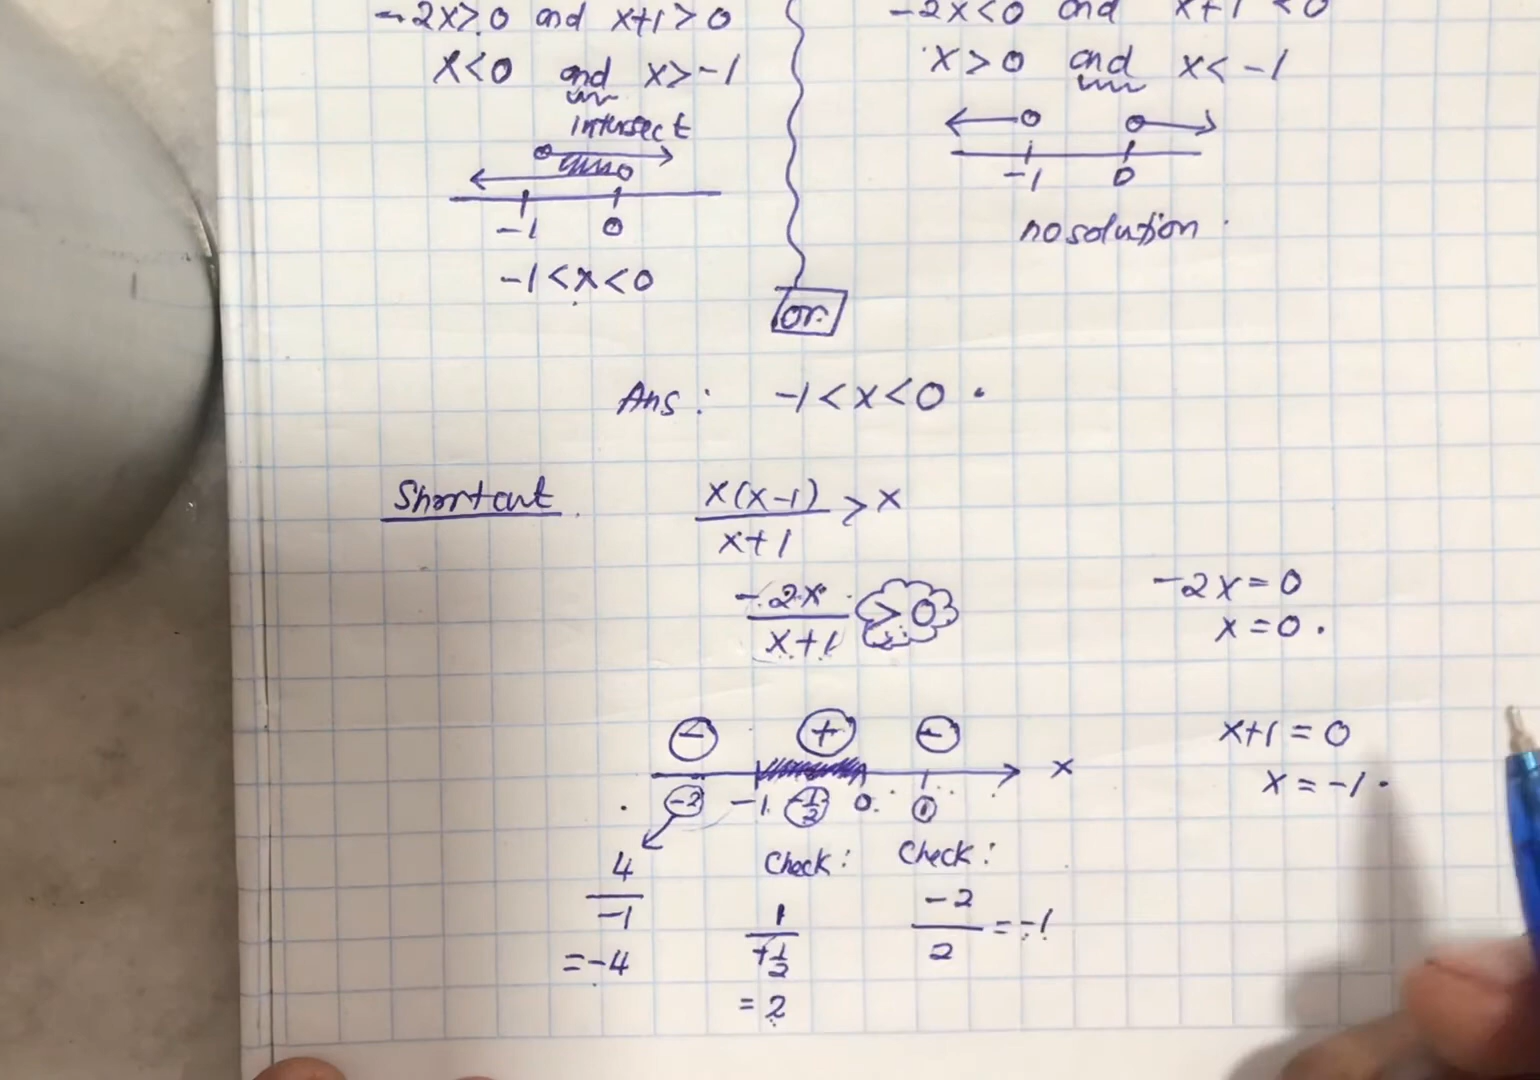 -2x>0 and x+1>0
x<0 and x>-1
intersect
-1 0
-1<x<0
-2x<0 and x+1<0
x>0 and x<-1
-1 0
no solution.
or
Ans: -1<x<0.
Shortcut x(x-1)/x+1 > x
-2x/x+1 > 0
-2x=0
x=0.
x+1=0
x=-1.
- + -
x
-2 -1 -1/2 0 1
4/-1
=-4
Check:
1/+1/2
=2
Check:
-2/2 =-1